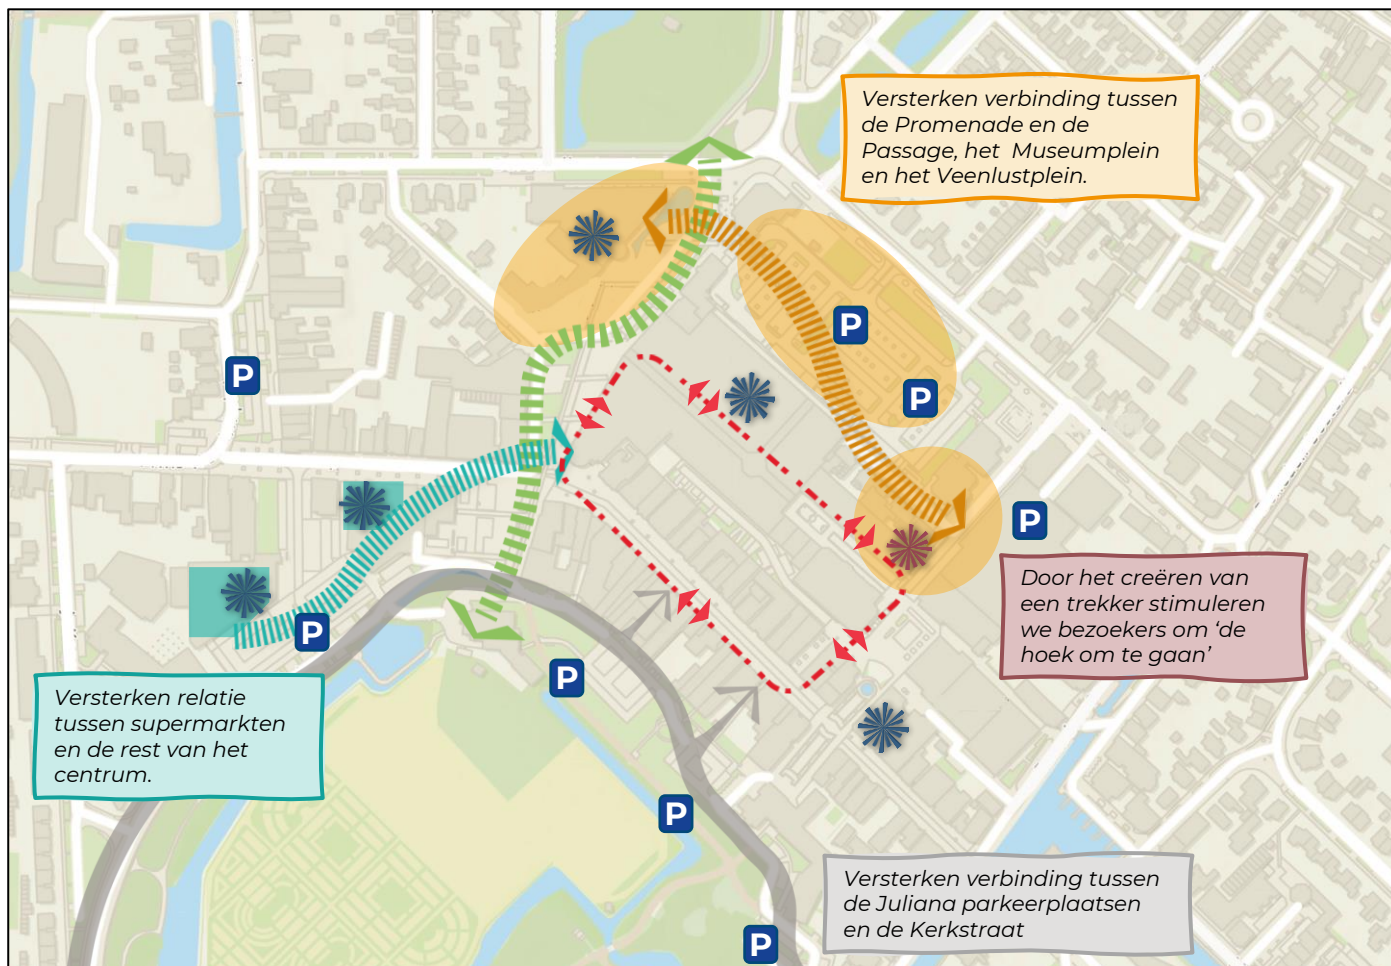 Versterken verbinding tussen
de Promenade en de
Passage, het Museumplein
en het Veenlustplein.
P
P
P
P
Door het creëren van
een trekker stimuleren
we bezoekers om ‘de
hoek om te gaan’
P
P
Versterken relatie
tussen supermarkten
en de rest van het
centrum.
P
Versterken verbinding tussen
de Juliana parkeerplaatsen
en de Kerkstraat
P